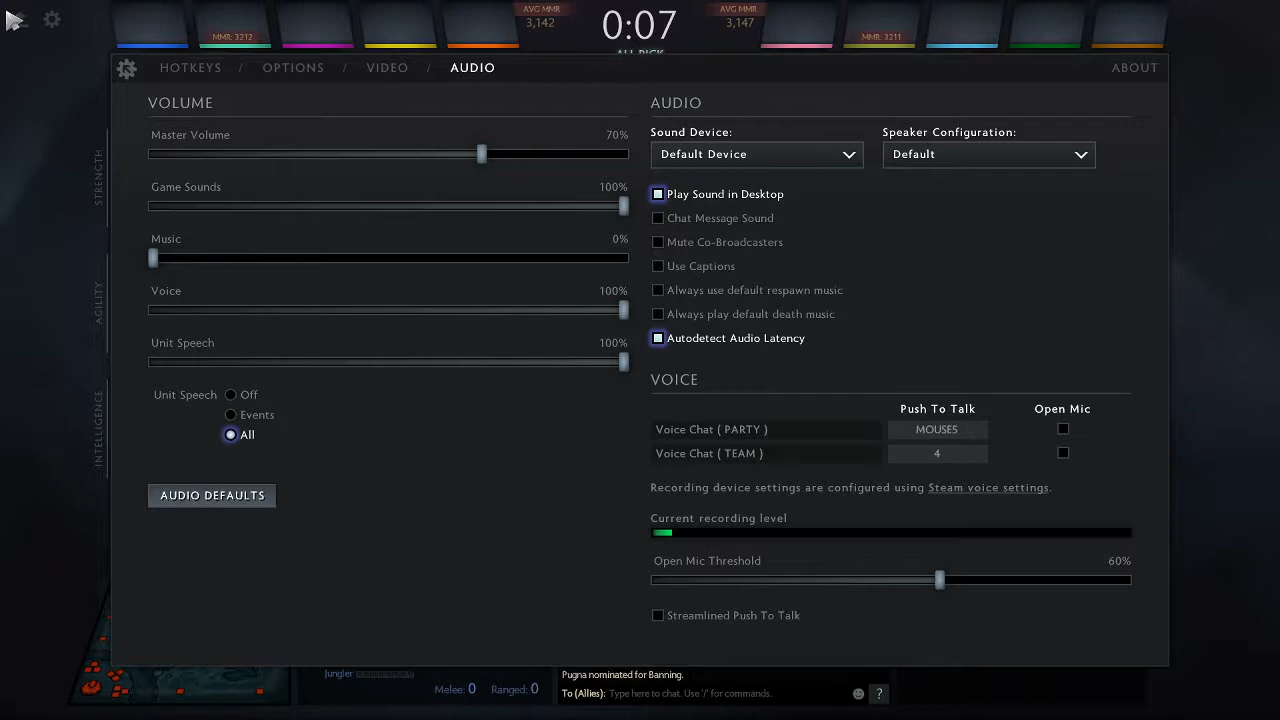 AVG MMR
3,142
0:07
AVG MMR
3,147
MMR: 3212
MMR: 3211
ALL PICK
HOTKEYS / OPTIONS / VIDEO / AUDIO
ABOUT
STRENGTH
AGILITY
INTELLIGENCE
VOLUME
Master Volume 70%
Game Sounds 100%
Music 0%
Voice 100%
Unit Speech 100%
Unit Speech Off
Events
All
AUDIO DEFAULTS
AUDIO
Sound Device: Speaker Configuration:
Default Device Default
Play Sound in Desktop
Chat Message Sound
Mute Co-Broadcasters
Use Captions
Always use default respawn music
Always play default death music
Autodetect Audio Latency
VOICE
Push To Talk Open Mic
Voice Chat ( PARTY ) MOUSE5
Voice Chat ( TEAM ) 4
Recording device settings are configured using Steam voice settings.
Current recording level
Open Mic Threshold 60%
Streamlined Push To Talk
Jungler
Melee: 0 Ranged: 0
Pugna nominated for Banning.
To (Allies): Type here to chat. Use '/' for commands.
?